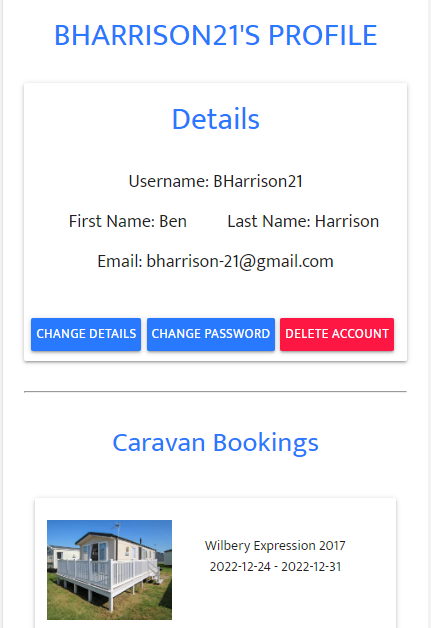 BHARRISON21'S PROFILE
Details
Username: BHarrison21
First Name: Ben Last Name: Harrison
Email: bharrison-21@gmail.com
CHANGE DETAILS CHANGE PASSWORD DELETE ACCOUNT
Caravan Bookings
Wilbery Expression 2017
2022-12-24 - 2022-12-31